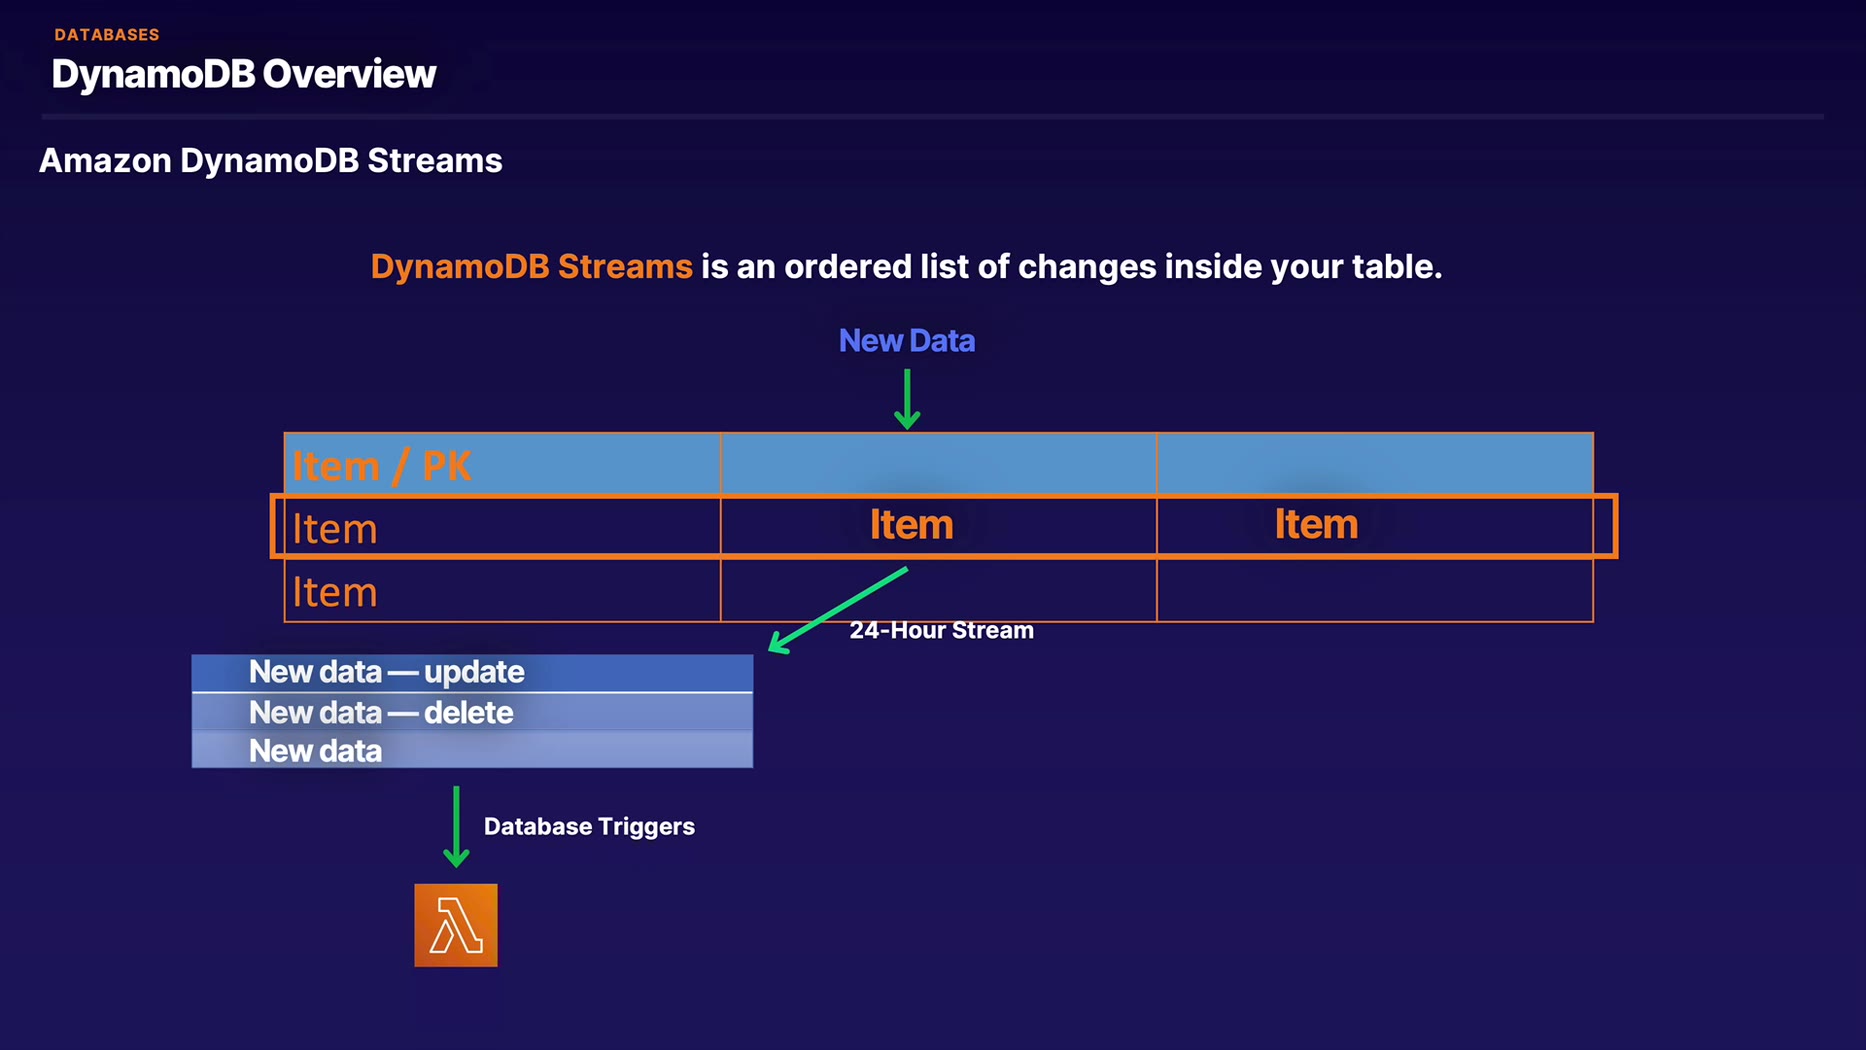 DATABASES
DynamoDB Overview
Amazon DynamoDB Streams
DynamoDB Streams is an ordered list of changes inside your table.
New Data
Item / PK
Item Item Item
Item
24-Hour Stream
New data — update
New data — delete
New data
Database Triggers